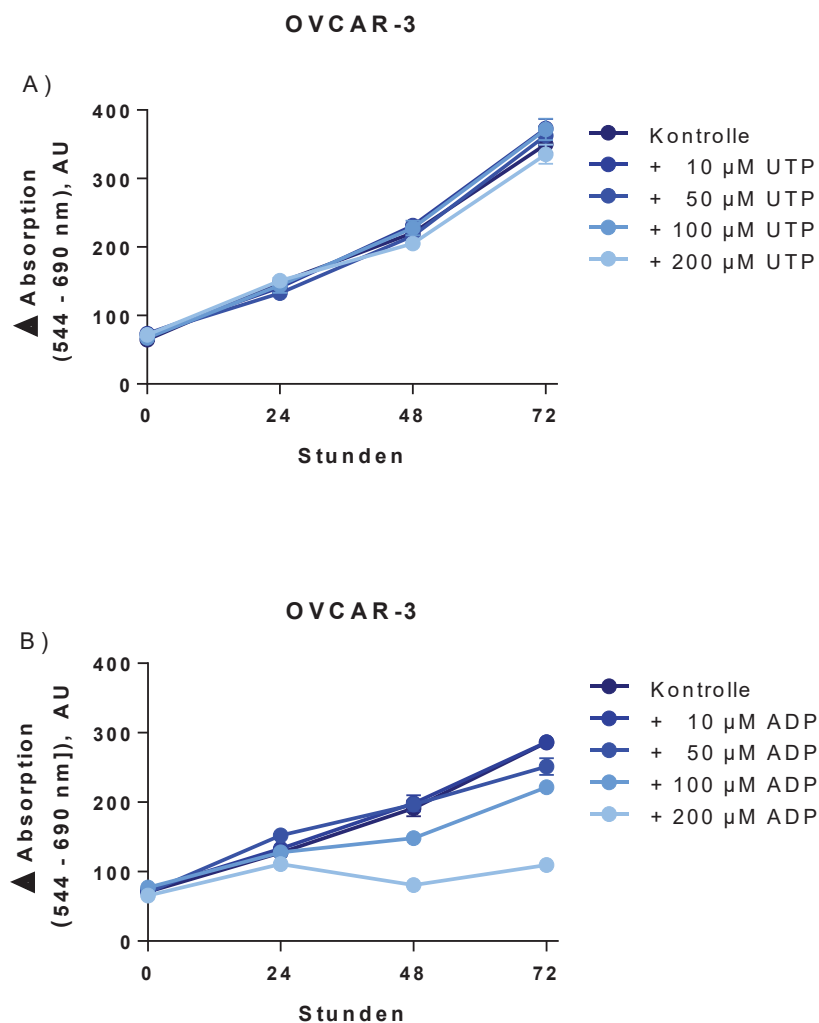 OVCAR-3
A)
400
300
200
100
0
0 24 48 72
Stunden
▲ Absorption
(544 - 690 nm), AU
Kontrolle
+ 10 µM UTP
+ 50 µM UTP
+ 100 µM UTP
+ 200 µM UTP
OVCAR-3
B)
400
300
200
100
0
0 24 48 72
Stunden
▲ Absorption
(544 - 690 nm]), AU
Kontrolle
+ 10 µM ADP
+ 50 µM ADP
+ 100 µM ADP
+ 200 µM ADP